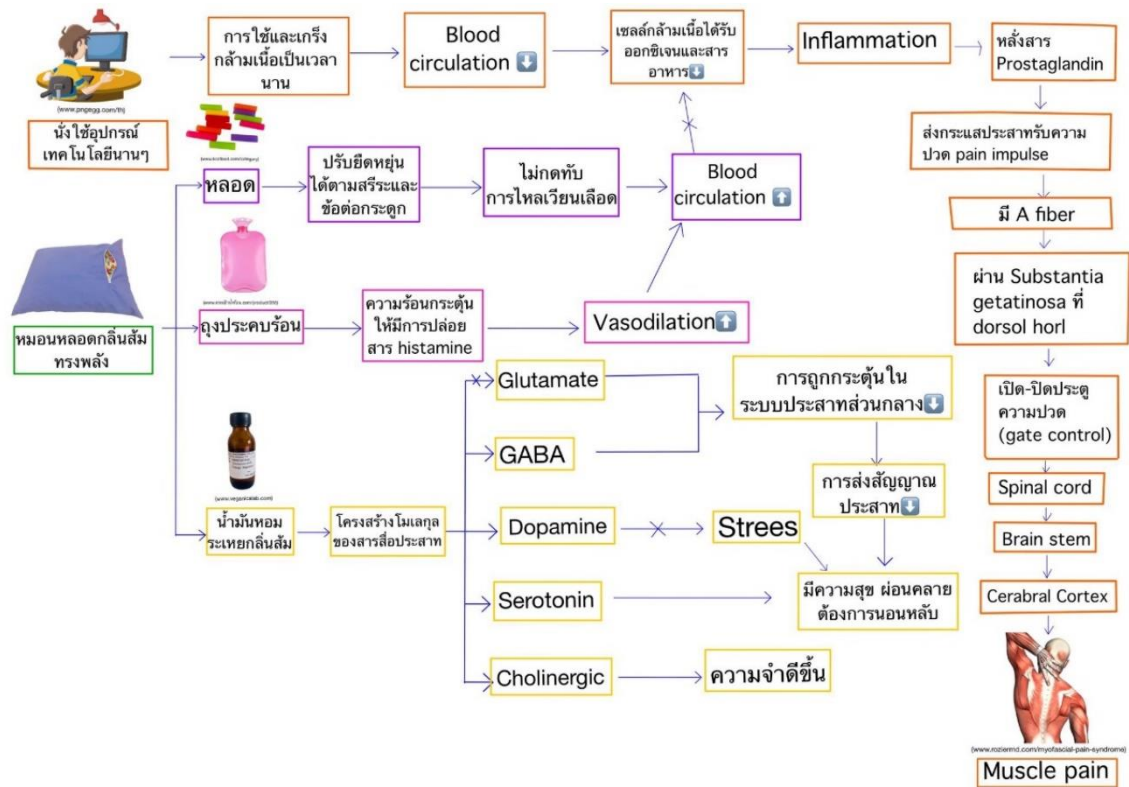 (www.pngegg.com/th)
นั่งใช้อุปกรณ์
เทคโนโลยีนานๆ
การใช้และเกร็ง
กล้ามเนื้อเป็นเวลา
นาน
Blood
circulation ⬇
เซลล์กล้ามเนื้อได้รับ
ออกซิเจนและสาร
อาหาร⬇
Inflammation
หลั่งสาร
Prostaglandin
ส่งกระแสประสาทรับความ
ปวด pain impulse
มี A fiber
ผ่าน Substantia
getatinosa ที่
dorsol horl
เปิด-ปิดประตู
ความปวด
(gate control)
Spinal cord
Brain stem
Cerabral Cortex
(www.roziermd.com/myofascial-pain-syndrome)
Muscle pain
หลอด
ปรับยืดหยุ่น
ได้ตามสรีระและ
ข้อต่อกระดูก
ไม่กดทับ
การไหลเวียนเลือด
Blood
circulation ⬆
หมอนหลอดกลิ่นส้ม
ทรงพลัง
ถุงประคบร้อน
ความร้อนกระตุ้น
ให้มีการปล่อย
สาร histamine
Vasodilation⬆
(www.veganicalab.com)
น้ำมันหอม
ระเหยกลิ่นส้ม
โครงสร้างโมเลกุล
ของสารสื่อประสาท
Glutamate
GABA
การถูกกระตุ้นใน
ระบบประสาทส่วนกลาง⬇
การส่งสัญญาณ
ประสาท⬇
Dopamine
Strees
Serotonin
มีความสุข ผ่อนคลาย
ต้องการนอนหลับ
Cholinergic
ความจำดีขึ้น